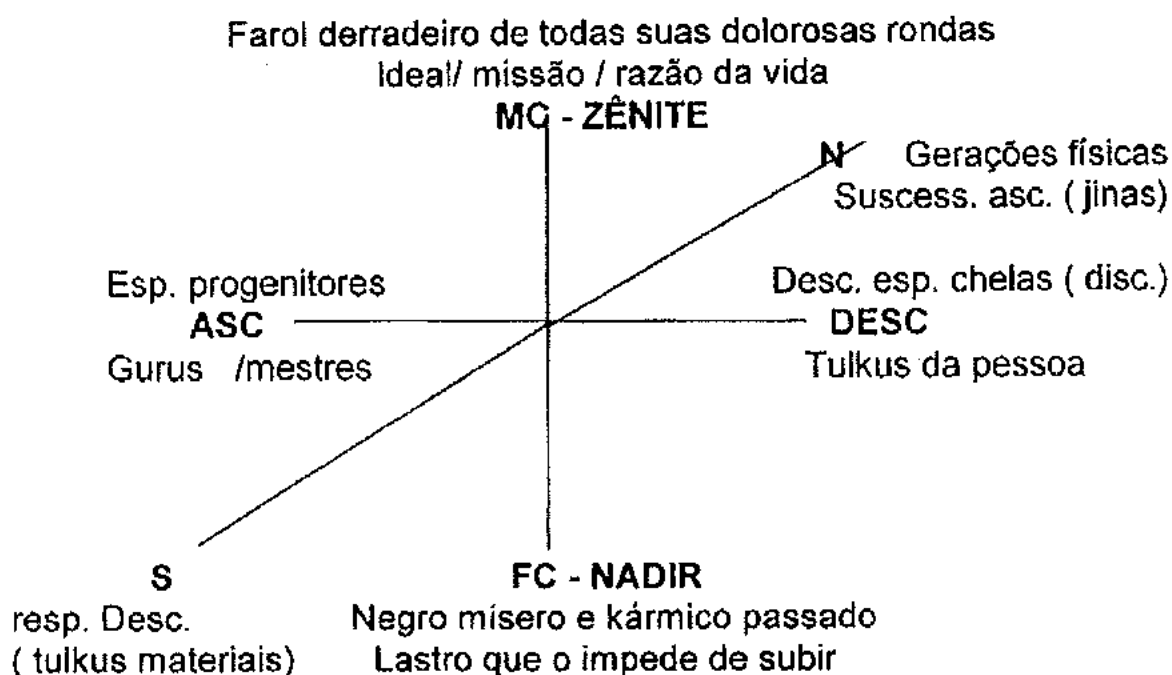 Farol derradeiro de todas suas dolorosas rondas
Ideal/ missão / razão da vida
MC - ZÊNITE
N Gerações físicas
Suscess. asc. ( jinas)
Esp. progenitores
Desc. esp. chelas ( disc.)
ASC
DESC
Gurus /mestres
Tulkus da pessoa
S
FC - NADIR
resp. Desc.
Negro mísero e kármico passado
( tulkus materiais)
Lastro que o impede de subir